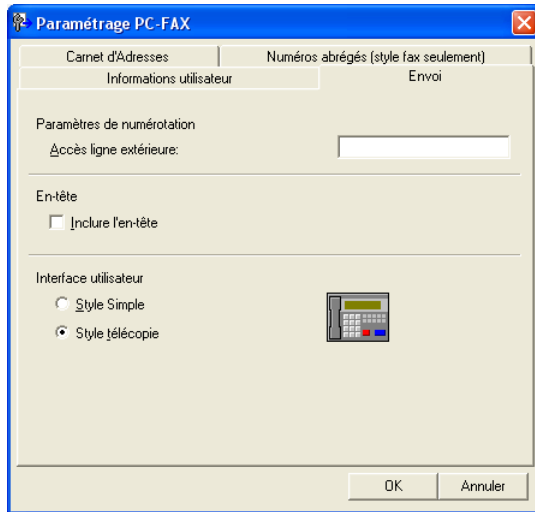 Paramétrage PC-FAX
Carnet d'Adresses
Numéros abrégés (style fax seulement)
Informations utilisateur
Envoi
Paramètres de numérotation
Accès ligne extérieure:
En-tête
Inclure l'en-tête
Interface utilisateur
Style Simple
Style télécopie
OK
Annuler